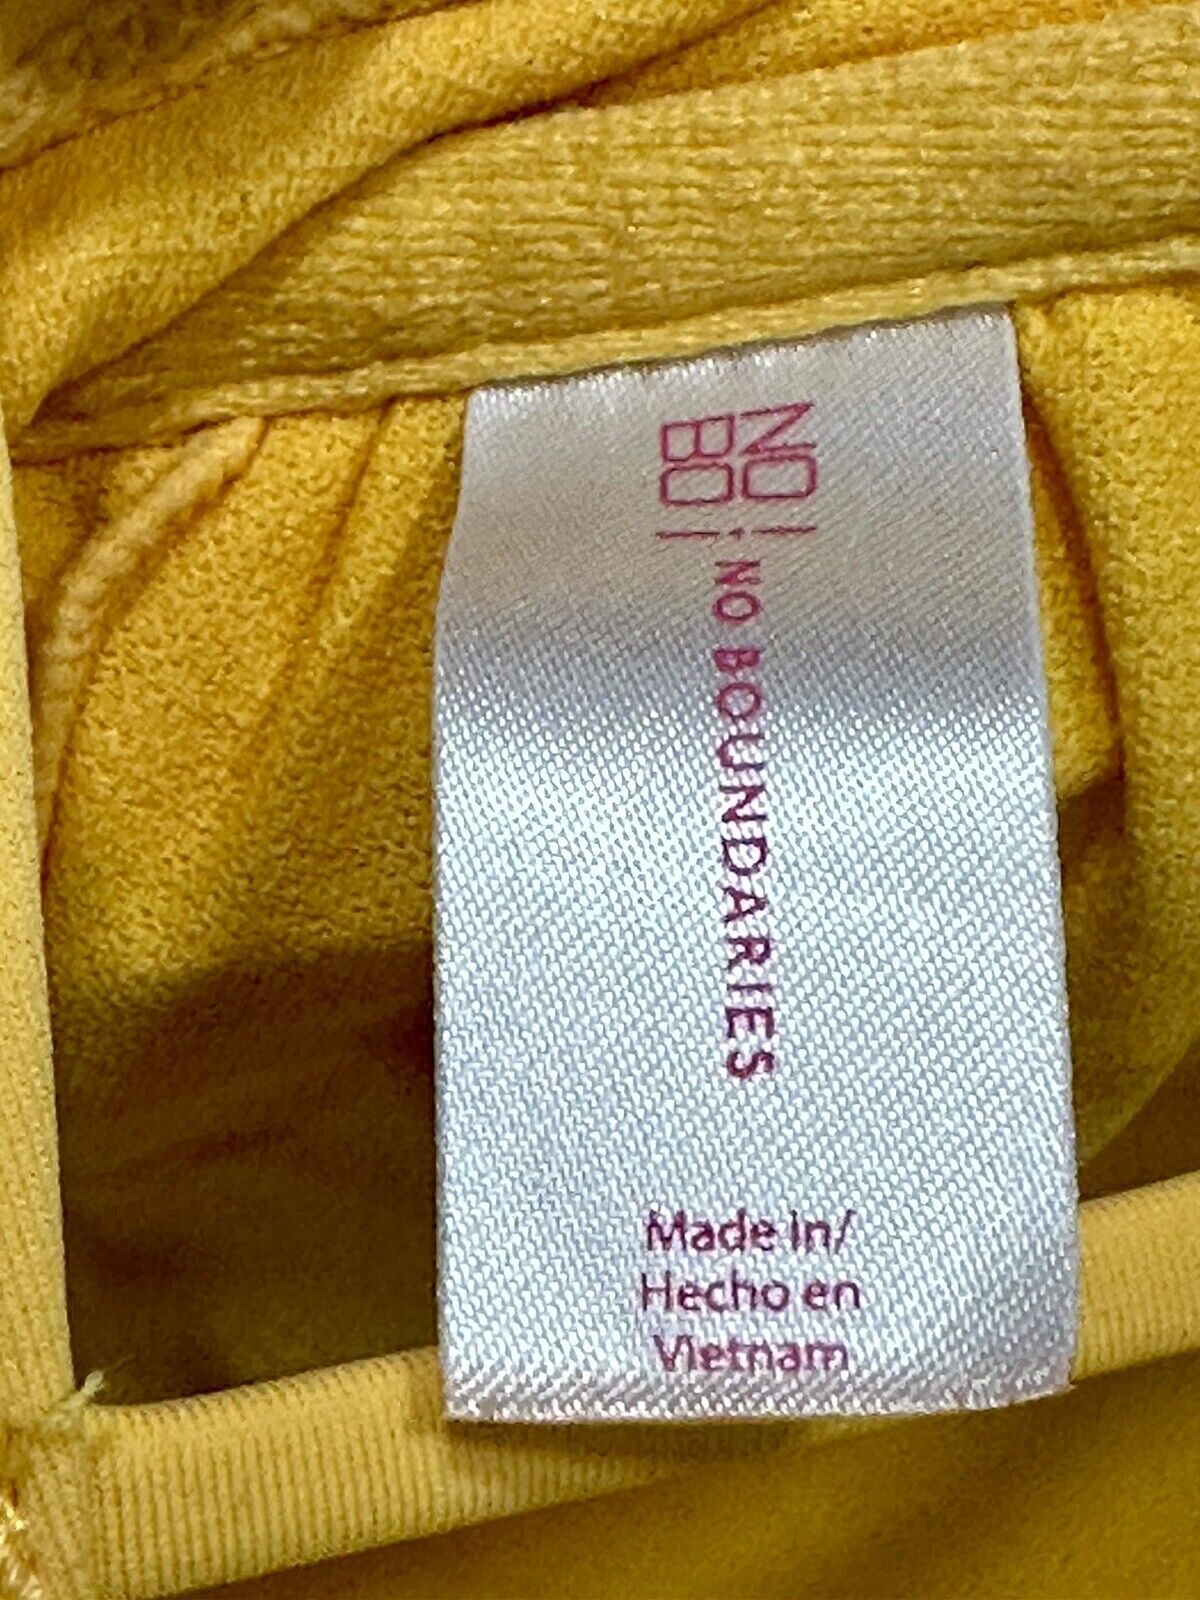 NO
BO
NO BOUNDARIES
Made in/
Hecho en
Vietnam